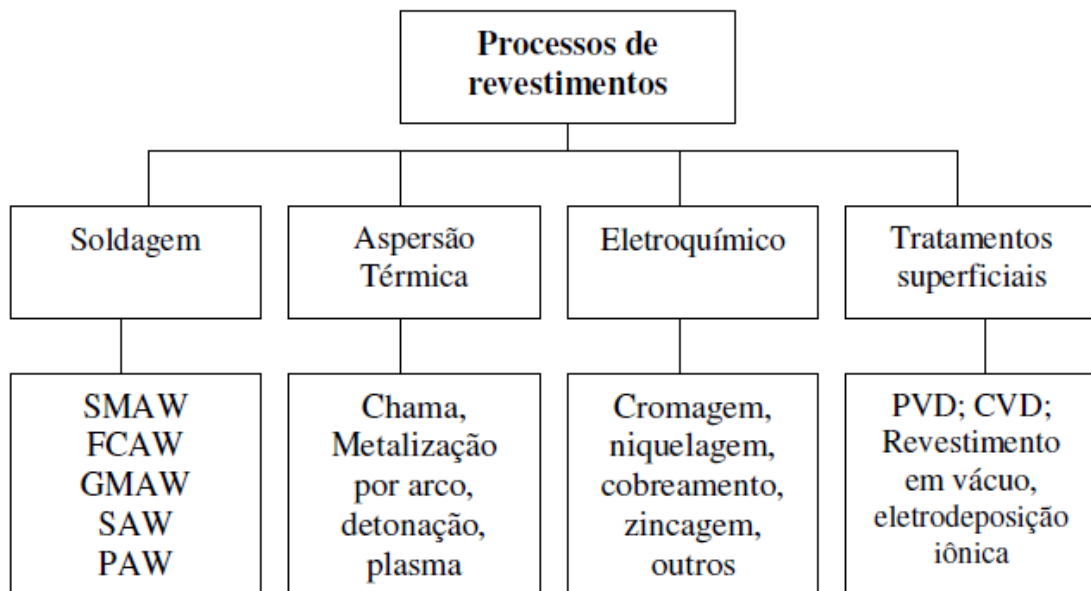 Processos de
revestimentos
Soldagem
Aspersão
Térmica
Eletroquímico
Tratamentos
superficiais
SMAW
FCAW
GMAW
SAW
PAW
Chama,
Metalização
por arco,
detonação,
plasma
Cromagem,
niquelagem,
cobreamento,
zincagem,
outros
PVD; CVD;
Revestimento
em vácuo,
eletrodeposição
iônica